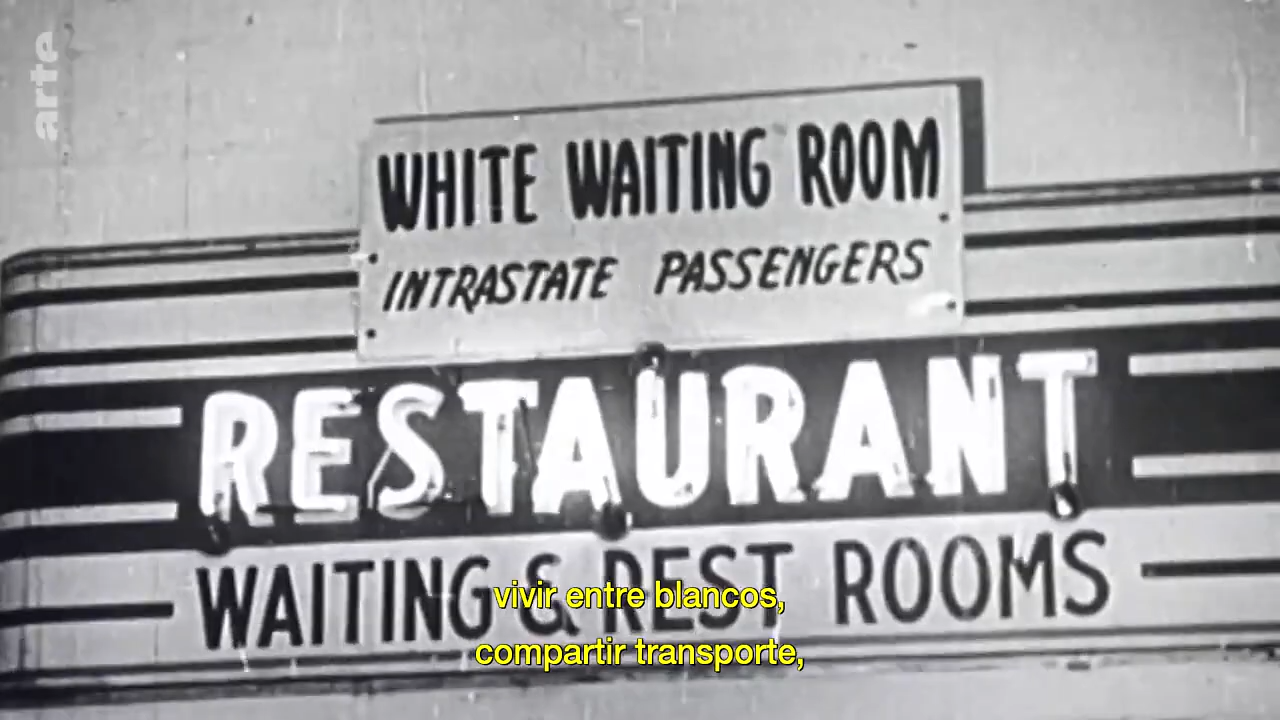 arte
WHITE WAITING ROOM
INTRASTATE PASSENGERS
RESTAURANT
WAITING & REST ROOMS
vivir entre blancos,
compartir transporte,